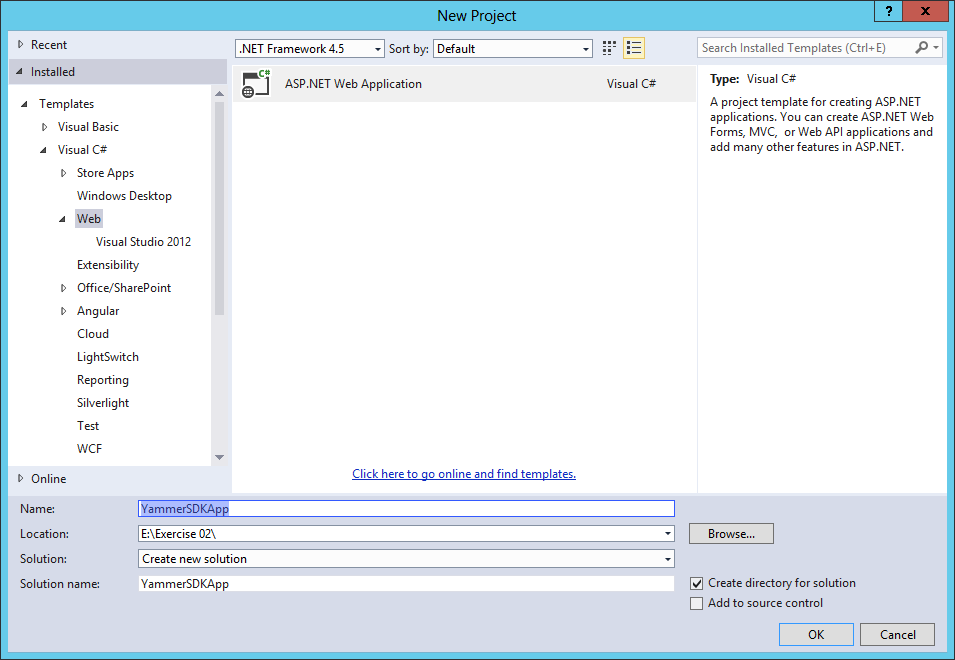 New Project
?
x
Recent
Installed
Templates
Visual Basic
Visual C#
Store Apps
Windows Desktop
Web
Visual Studio 2012
Extensibility
Office/SharePoint
Angular
Cloud
LightSwitch
Reporting
Silverlight
Test
WCF
Online
.NET Framework 4.5
Sort by:
Default
C#
ASP.NET Web Application
Visual C#
Click here to go online and find templates.
Search Installed Templates (Ctrl+E)
Type: Visual C#
A project template for creating ASP.NET
applications. You can create ASP.NET Web
Forms, MVC, or Web API applications and
add many other features in ASP.NET.
Name:
YammerSDKApp
Location:
E:\Exercise 02\
Browse...
Solution:
Create new solution
Solution name:
YammerSDKApp
Create directory for solution
Add to source control
OK
Cancel